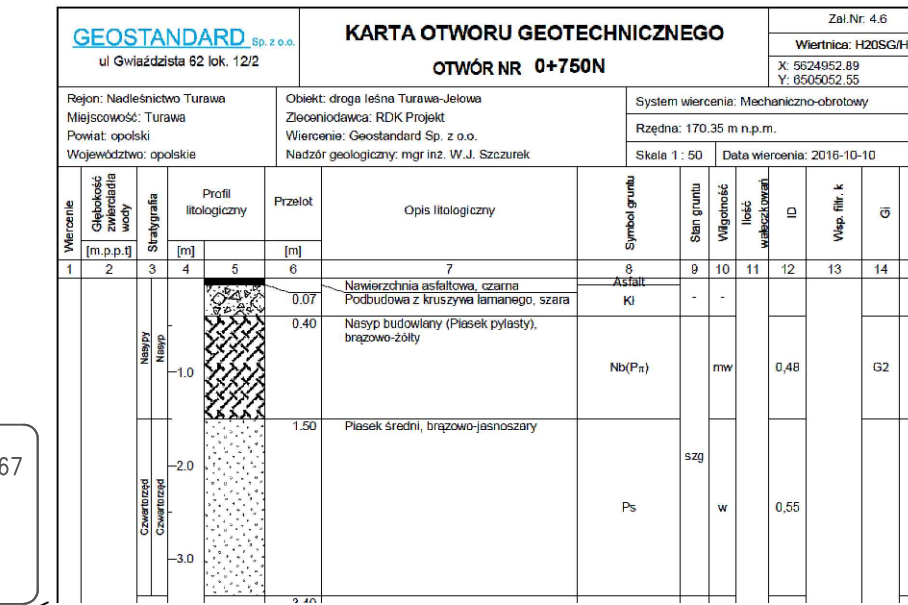 GEOSTANDARD Sp. z o.o.
ul Gwiaździsta 62 lok. 12/2
KARTA OTWORU GEOTECHNICZNEGO
OTWÓR NR 0+750N
Zał.Nr: 4.6
Wiertnica: H20SG/H
X: 5624952.89
Y: 6505052.55
Rejon: Nadleśnictwo Turawa
Miejscowość: Turawa
Powiat: opolski
Województwo: opolskie
Obiekt: droga leśna Turawa-Jełowa
Zleceniodawca: RDK Projekt
Wiercenie: Geostandard Sp. z o.o.
Nadzór geologiczny: mgr inż. W.J. Szczurek
System wiercenia: Mechaniczno-obrotowy
Rzędna: 170.35 m n.p.m.
Skala 1 : 50 Data wiercenia: 2016-10-10
Wiercenie
Głębokość zwierciadła wody
[m.p.p.t]
Stratygrafia
Profil litologiczny
[m]
Przelot
[m]
Opis litologiczny
Symbol gruntu
Stan gruntu
Wilgotność
Ilość wałeczkowań
ID
Wsp. filtr. k
Gi
1 2 3 4 5 6 7 8 9 10 11 12 13 14
Nawierzchnia asfaltowa, czarna Asfalt
0.07 Podbudowa z kruszywa łamanego, szara Kł - -
0.40 Nasyp budowlany (Piasek pylasty),
brązowo-żółty
Nasypy
Nasyp
1.0 Nb(Pπ) mw 0,48 G2
1.50 Piasek średni, brązowo-jasnoszary
2.0 szg
67
Czwartorzęd
Czwartorzęd
Ps w 0,55
3.0
3.40